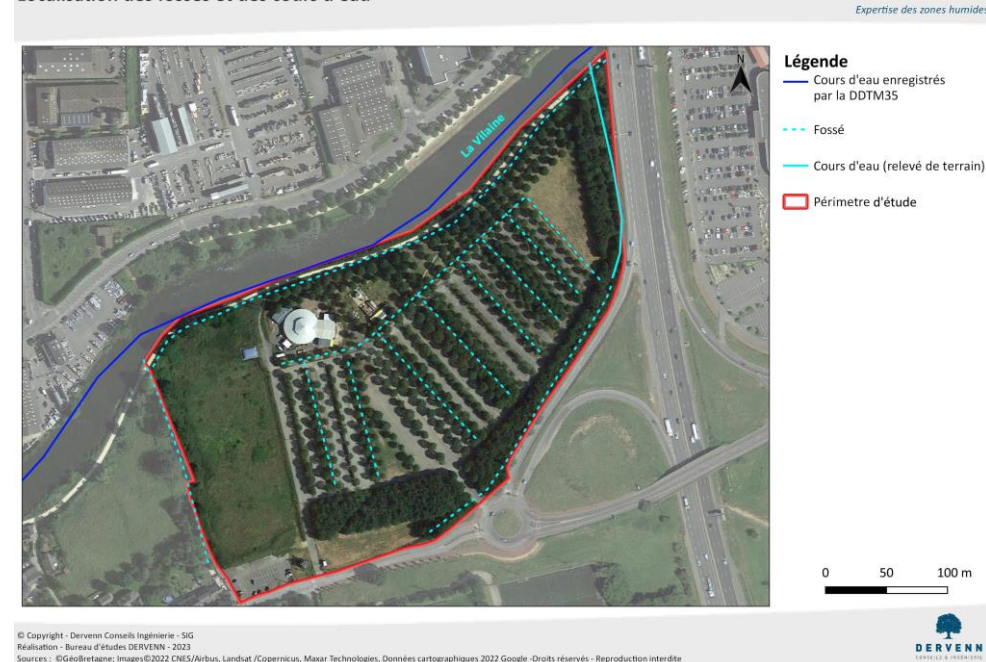 Localisation des fossés et des cours d'eau
Expertise des zones humides
La Vilaine
N
Légende
Cours d'eau enregistrés
par la DDTM35
Fossé
Cours d'eau (relevé de terrain)
Périmetre d'étude
0 50 100 m
© Copyright - Dervenn Conseils Ingénierie - SIG
Réalisation - Bureau d'études DERVENN - 2023
Sources : ©GéoBretagne; Images©2022 CNES/Airbus, Landsat /Copernicus, Maxar Technologies, Données cartographiques 2022 Google -Droits réservés - Reproduction interdite
DERVENN
CONSEILS & INGÉNIERIE